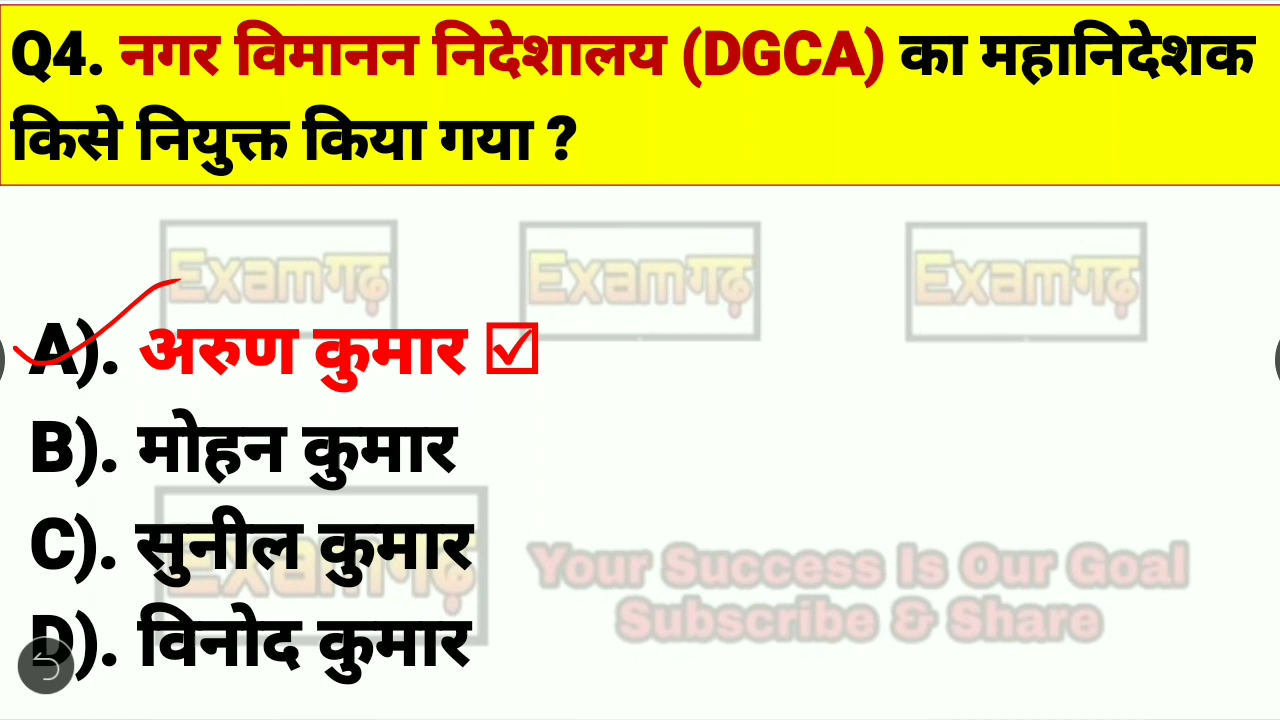 Q4. नगर विमानन निदेशालय (DGCA) का महानिदेशक
किसे नियुक्त किया गया ?
Examगढ़ Examगढ़ Examगढ़
A). अरुण कुमार ☑
B). मोहन कुमार
C). सुनील कुमार
Examगढ़
Your Success Is Our Goal
Subscribe & Share
D). विनोद कुमार